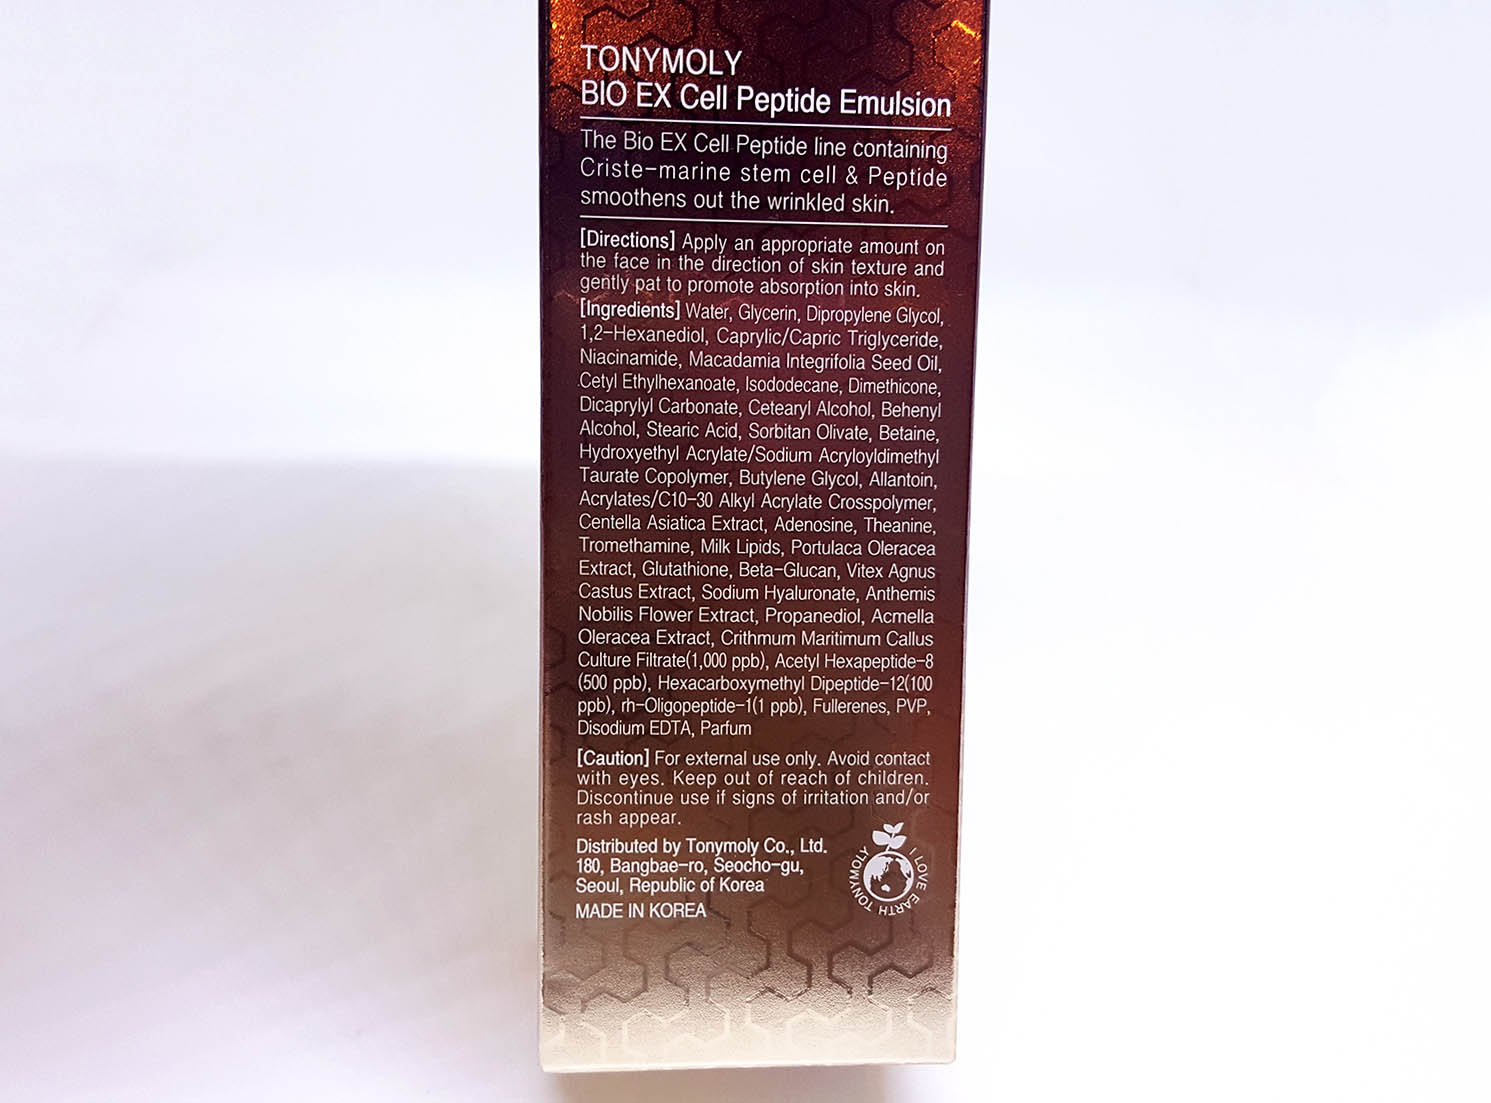 TONYMOLY
BIO EX Cell Peptide Emulsion
The Bio EX Cell Peptide line containing
Criste-marine stem cell & Peptide
smoothens out the wrinkled skin.
[Directions] Apply an appropriate amount on
the face in the direction of skin texture and
gently pat to promote absorption into skin.
[Ingredients] Water, Glycerin, Dipropylene Glycol,
1,2-Hexanediol, Caprylic/Capric Triglyceride,
Niacinamide, Macadamia Integrifolia Seed Oil,
Cetyl Ethylhexanoate, Isododecane, Dimethicone,
Dicaprylyl Carbonate, Cetearyl Alcohol, Behenyl
Alcohol, Stearic Acid, Sorbitan Olivate, Betaine,
Hydroxyethyl Acrylate/Sodium Acryloyldimethyl
Taurate Copolymer, Butylene Glycol, Allantoin,
Acrylates/C10-30 Alkyl Acrylate Crosspolymer,
Centella Asiatica Extract, Adenosine, Theanine,
Tromethamine, Milk Lipids, Portulaca Oleracea
Extract, Glutathione, Beta-Glucan, Vitex Agnus
Castus Extract, Sodium Hyaluronate, Anthemis
Nobilis Flower Extract, Propanediol, Acmella
Oleracea Extract, Crithmum Maritimum Callus
Culture Filtrate(1,000 ppb), Acetyl Hexapeptide-8
(500 ppb), Hexacarboxymethyl Dipeptide-12(100
ppb), rh-Oligopeptide-1(1 ppb), Fullerenes, PVP,
Disodium EDTA, Parfum
[Caution] For external use only. Avoid contact
with eyes. Keep out of reach of children.
Discontinue use if signs of irritation and/or
rash appear.
Distributed by Tonymoly Co., Ltd.
180, Bangbae-ro, Seocho-gu,
Seoul, Republic of Korea
MADE IN KOREA
I LOVE EARTH TONYMOLY